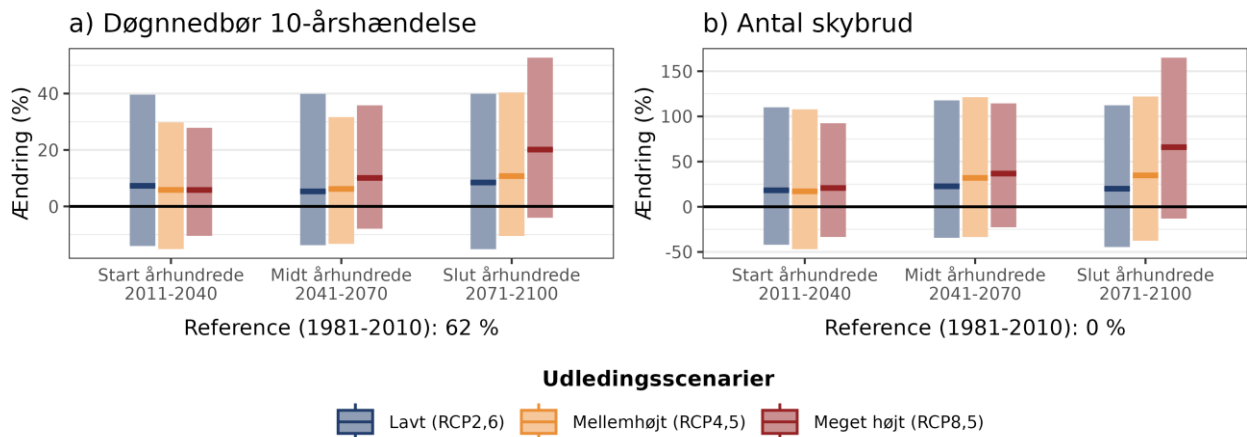 a) Døgnnedbør 10-årshændelse
Ændring (%)
40
20
0
Start århundrede
2011-2040
Midt århundrede
2041-2070
Slut århundrede
2071-2100
Reference (1981-2010): 62 %
b) Antal skybrud
Ændring (%)
150
100
50
0
-50
Start århundrede
2011-2040
Midt århundrede
2041-2070
Slut århundrede
2071-2100
Reference (1981-2010): 0 %
Udledingsscenarier
Lavt (RCP2,6)
Mellemhøjt (RCP4,5)
Meget højt (RCP8,5)